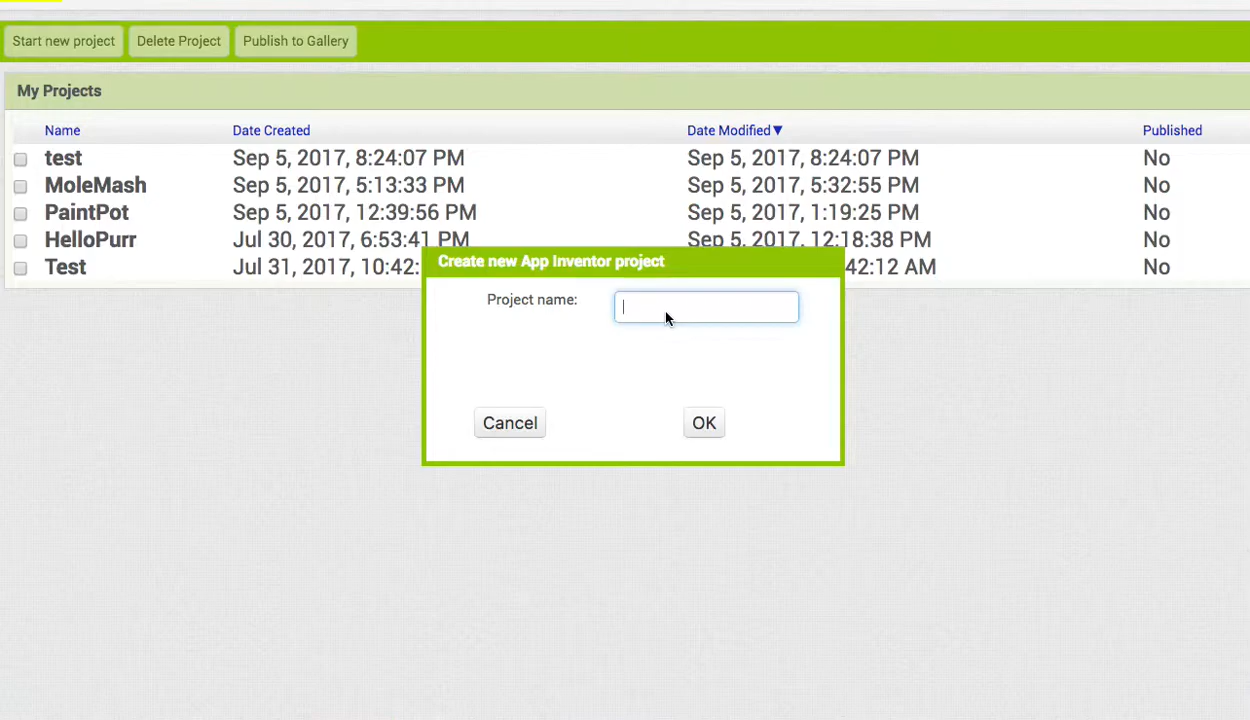 Start new project Delete Project Publish to Gallery
My Projects
Name Date Created Date Modified▼ Published
test Sep 5, 2017, 8:24:07 PM Sep 5, 2017, 8:24:07 PM No
MoleMash Sep 5, 2017, 5:13:33 PM Sep 5, 2017, 5:32:55 PM No
PaintPot Sep 5, 2017, 12:39:56 PM Sep 5, 2017, 1:19:25 PM No
HelloPurr Jul 30, 2017, 6:53:41 PM Sep 5, 2017, 12:18:38 PM No
Test Jul 31, 2017, 10:42: 42:12 AM No
Create new App Inventor project
Project name:
Cancel OK